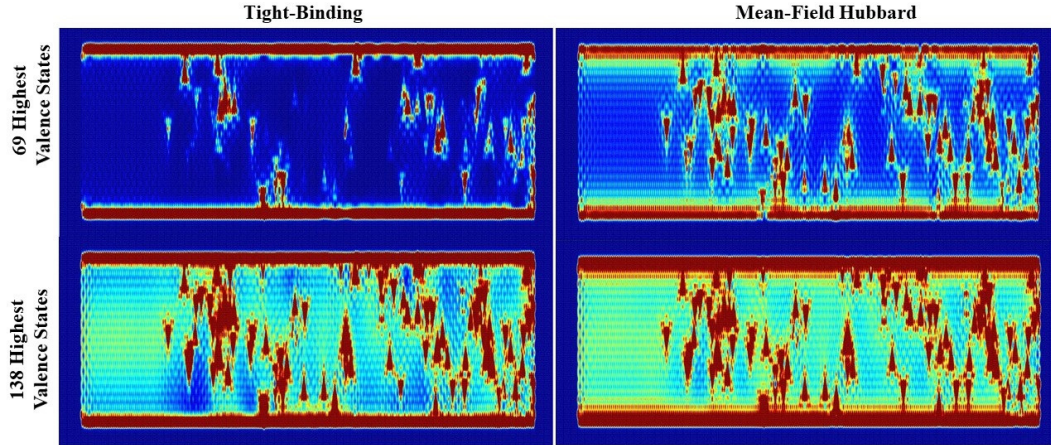 Tight-Binding
Mean-Field Hubbard
69 Highest
Valence States
138 Highest
Valence States